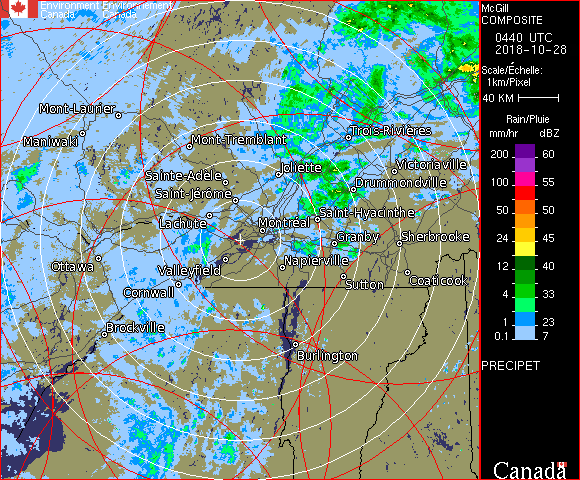 Environment Environnement
Canada Canada
McGill
COMPOSITE
0440 UTC
2018-10-28
Scale/Échelle:
1km/Pixel
40 KM
Rain/Pluie
mm/hr dBZ
200 60
100 55
50 50
24 45
12 40
4 33
1 23
0.1 7
PRECIPET
Canada
Mont-Laurier
Maniwaki
Mont-Tremblant
Trois-Rivières
Sainte-Adèle
Joliette
Victoriaville
Saint-Jérôme
Drummondville
Lachute
Montréal
Saint-Hyacinthe
Granby
Sherbrooke
Ottawa
Valleyfield
Napierville
Cornwall
Sutton
Coaticook
Brockville
Burlington